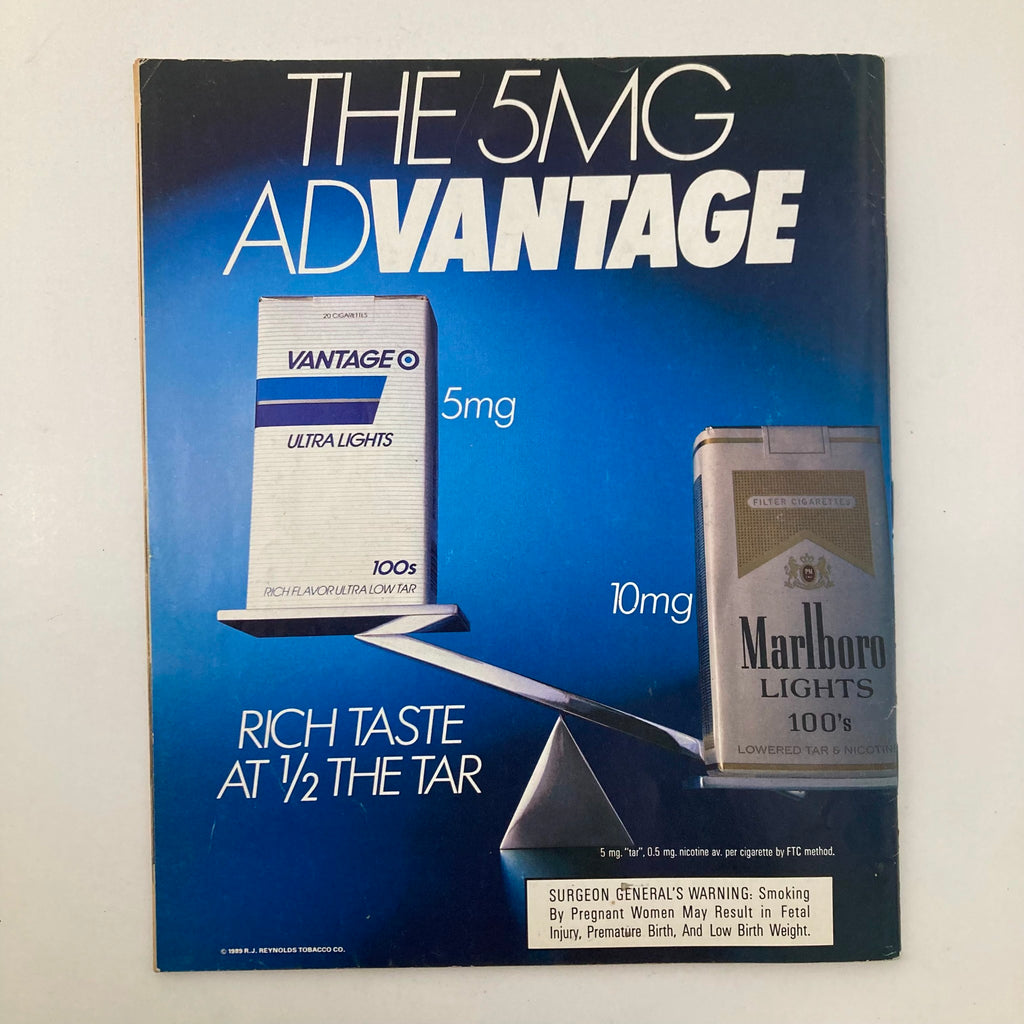 THE 5MG
ADVANTAGE
20 CIGARETTES
VANTAGE
5mg
ULTRA LIGHTS
100s
RICH FLAVOR ULTRA LOW TAR
FILTER CIGARETTES
10mg
Marlboro
LIGHTS
100's
LOWERED TAR & NICOTIN
RICH TASTE
AT 1/2 THE TAR
5 mg. "tar", 0.5 mg. nicotine av. per cigarette by FTC method.
SURGEON GENERAL'S WARNING: Smoking
By Pregnant Women May Result in Fetal
Injury, Premature Birth, And Low Birth Weight.
© 1989 R.J. REYNOLDS TOBACCO CO.